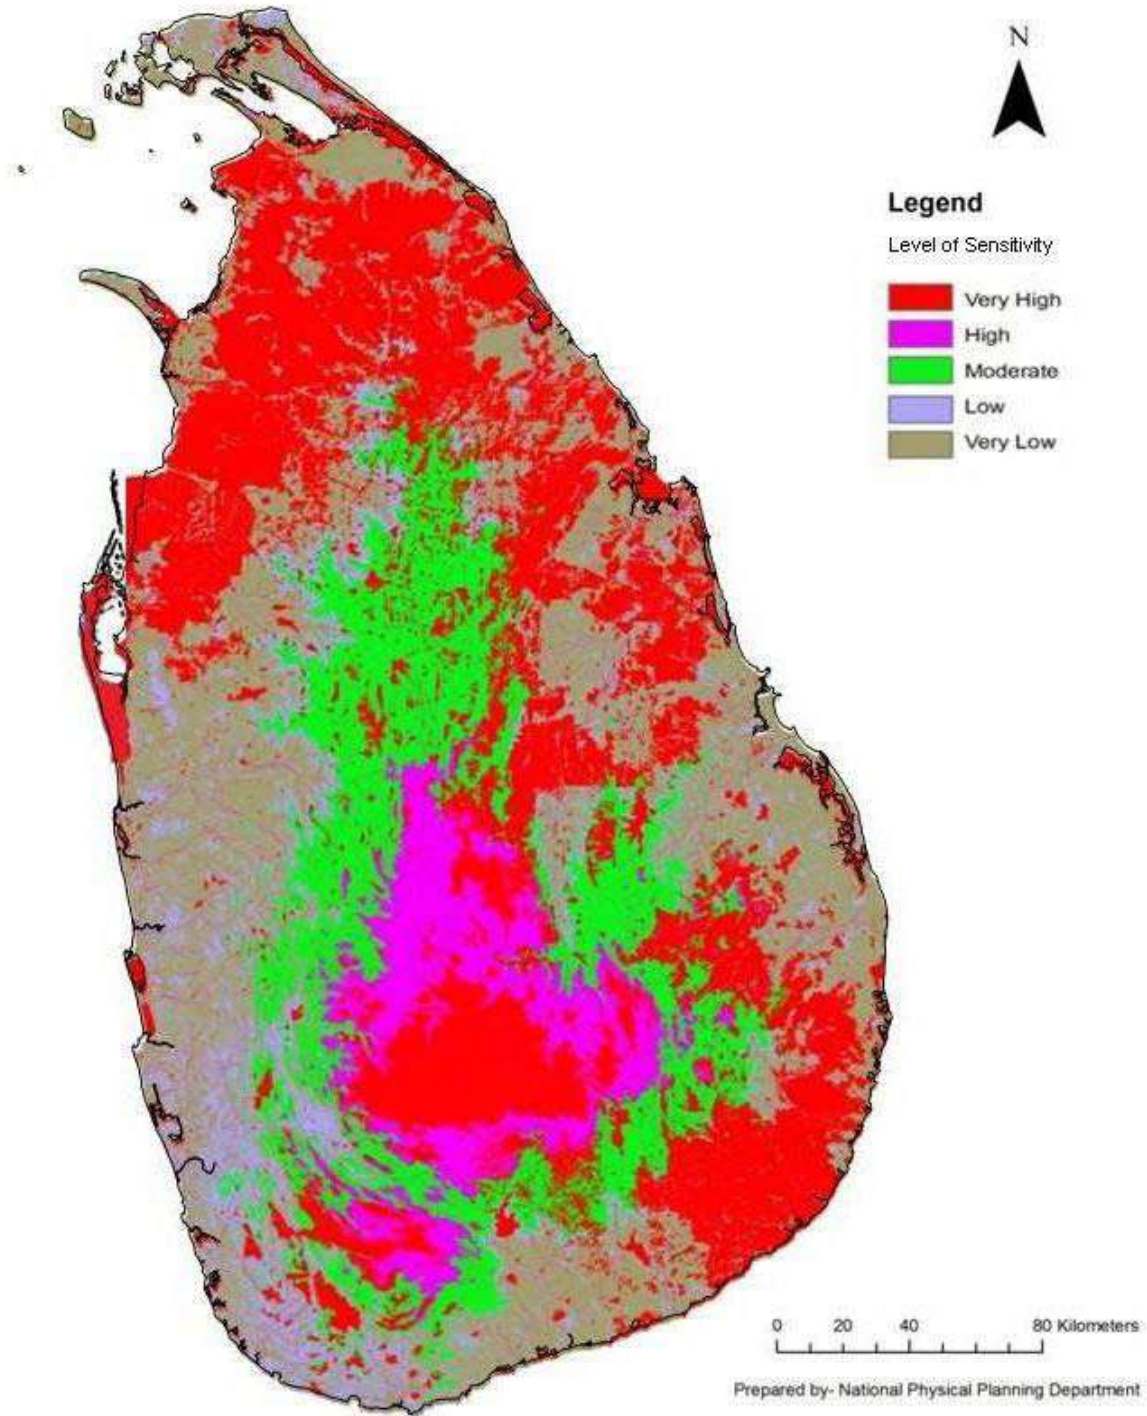 N
Legend
Level of Sensitivity
Very High
High
Moderate
Low
Very Low
0 20 40 80 Kilometers
Prepared by- National Physical Planning Department